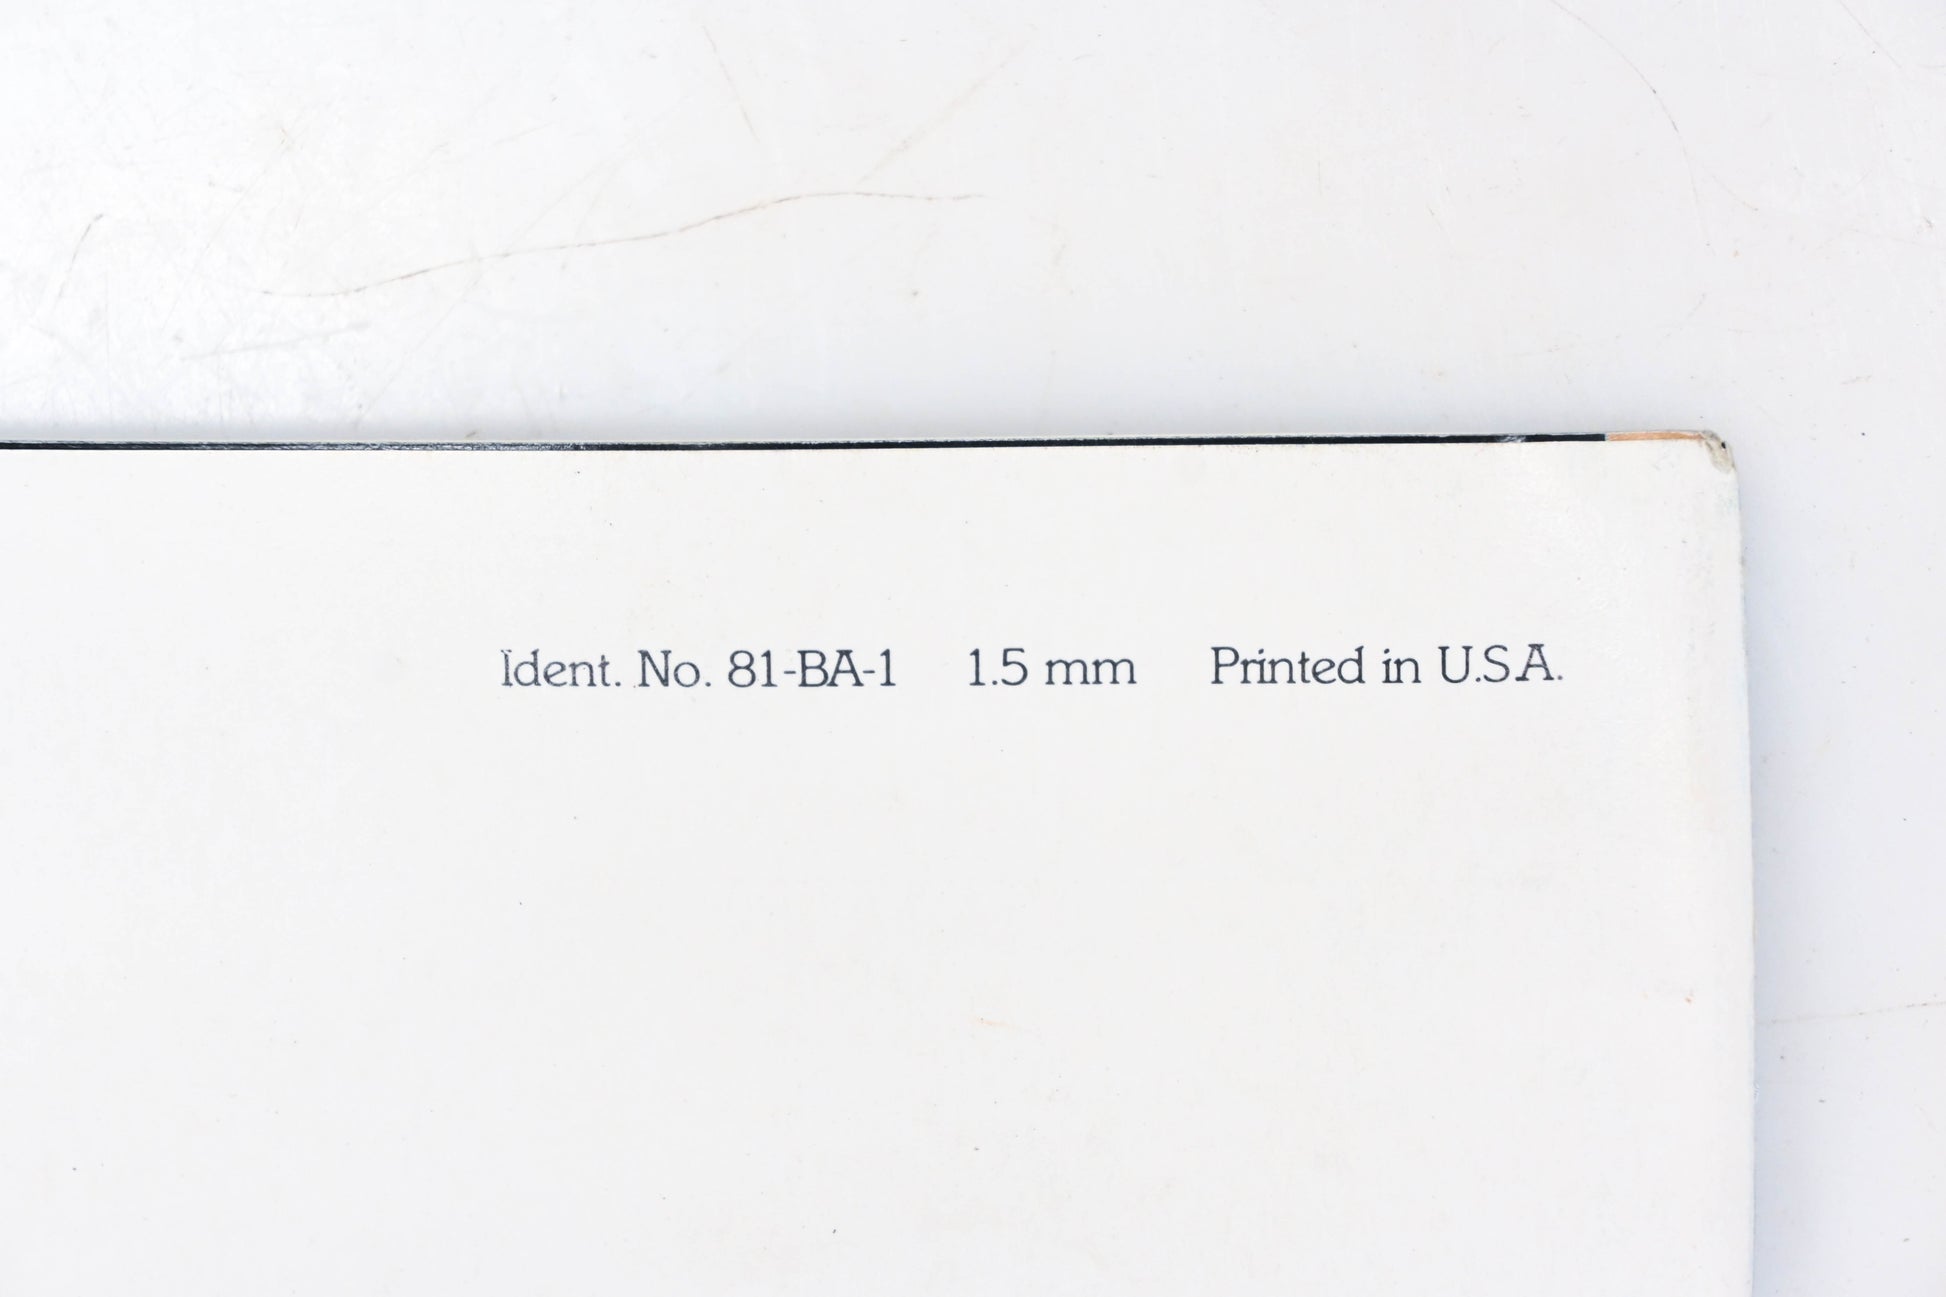 Ident. No. 81-BA-1 1.5 mm Printed in U.S.A.